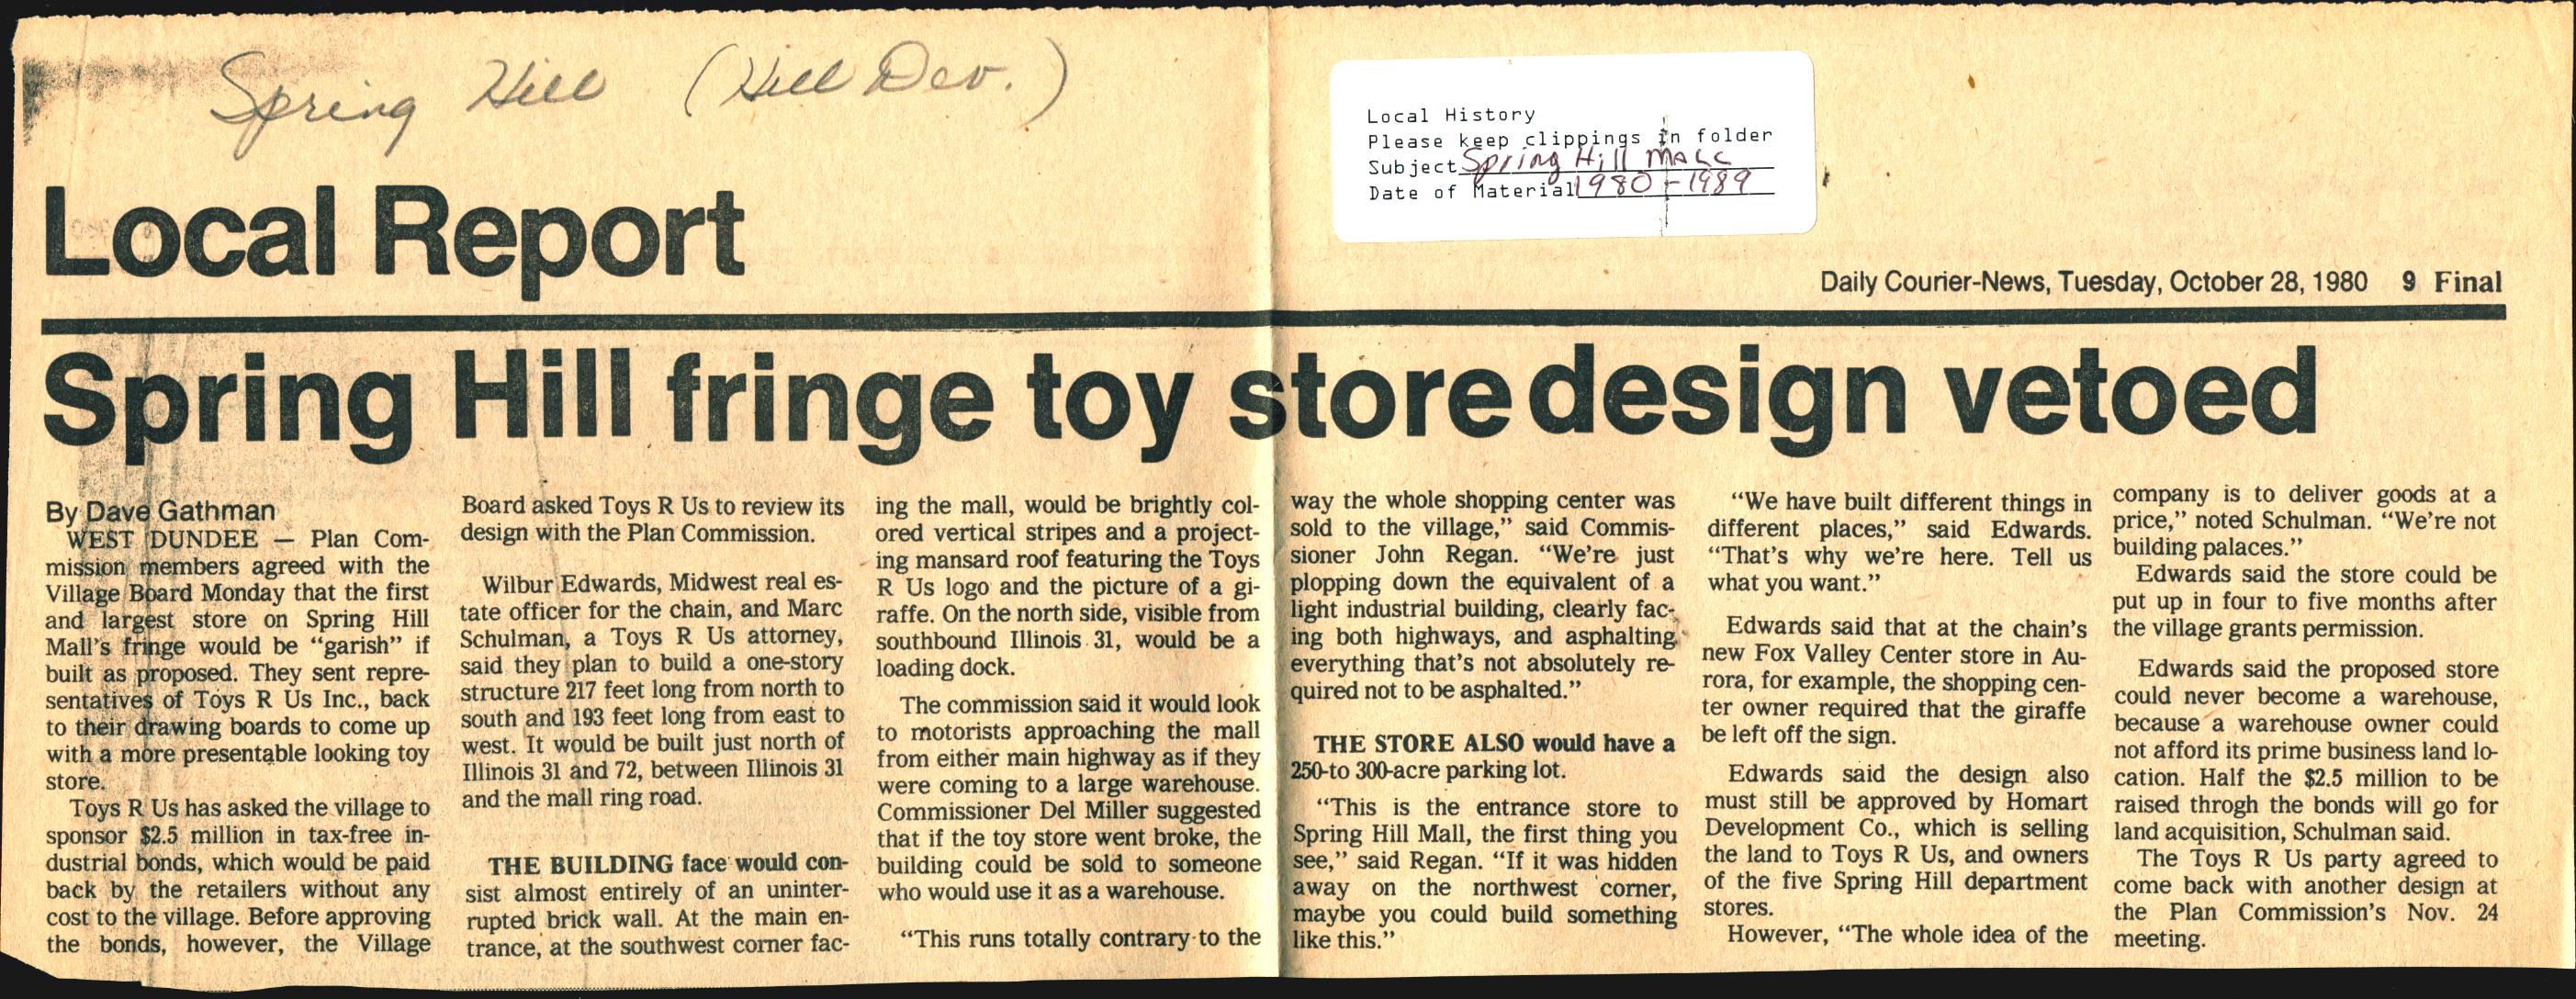 Spring Hill (Hill Dev.)
Local History
Please keep clippings in folder
Subject Spring Hill Mall
Date of Material 1980-1989
Local Report
Daily Courier-News, Tuesday, October 28, 1980 9 Final
Spring Hill fringe toy store design vetoed
By Dave Gathman
WEST DUNDEE — Plan Com-
mission members agreed with the
Village Board Monday that the first
and largest store on Spring Hill
Mall's fringe would be “garish” if
built as proposed. They sent repre-
sentatives of Toys R Us Inc., back
to their drawing boards to come up
with a more presentable looking toy
store.
Toys R Us has asked the village to
sponsor $2.5 million in tax-free in-
dustrial bonds, which would be paid
back by the retailers without any
cost to the village. Before approving
the bonds, however, the Village
Board asked Toys R Us to review its
design with the Plan Commission.
Wilbur Edwards, Midwest real es-
tate officer for the chain, and Marc
Schulman, a Toys R Us attorney,
said they plan to build a one-story
structure 217 feet long from north to
south and 193 feet long from east to
west. It would be built just north of
Illinois 31 and 72, between Illinois 31
and the mall ring road.
THE BUILDING face would con-
sist almost entirely of an uninter-
rupted brick wall. At the main en-
trance, at the southwest corner fac-
ing the mall, would be brightly col-
ored vertical stripes and a project-
ing mansard roof featuring the Toys
R Us logo and the picture of a gi-
raffe. On the north side, visible from
southbound Illinois 31, would be a
loading dock.
The commission said it would look
to motorists approaching the mall
from either main highway as if they
were coming to a large warehouse.
Commissioner Del Miller suggested
that if the toy store went broke, the
building could be sold to someone
who would use it as a warehouse.
“This runs totally contrary to the
way the whole shopping center was
sold to the village,” said Commis-
sioner John Regan. “We're just
plopping down the equivalent of a
light industrial building, clearly fac-
ing both highways, and asphalting
everything that's not absolutely re-
quired not to be asphalted.”
THE STORE ALSO would have a
250-to 300-acre parking lot.
“This is the entrance store to
Spring Hill Mall, the first thing you
see,” said Regan. “If it was hidden
away on the northwest corner,
maybe you could build something
like this.”
“We have built different things in
different places,” said Edwards.
“That's why we're here. Tell us
what you want.”
Edwards said that at the chain's
new Fox Valley Center store in Au-
rora, for example, the shopping cen-
ter owner required that the giraffe
be left off the sign.
Edwards said the design also
must still be approved by Homart
Development Co., which is selling
the land to Toys R Us, and owners
of the five Spring Hill department
stores.
However, “The whole idea of the
company is to deliver goods at a
price,” noted Schulman. “We're not
building palaces.”
Edwards said the store could be
put up in four to five months after
the village grants permission.
Edwards said the proposed store
could never become a warehouse,
because a warehouse owner could
not afford its prime business land lo-
cation. Half the $2.5 million to be
raised throgh the bonds will go for
land acquisition, Schulman said.
The Toys R Us party agreed to
come back with another design at
the Plan Commission's Nov. 24
meeting.